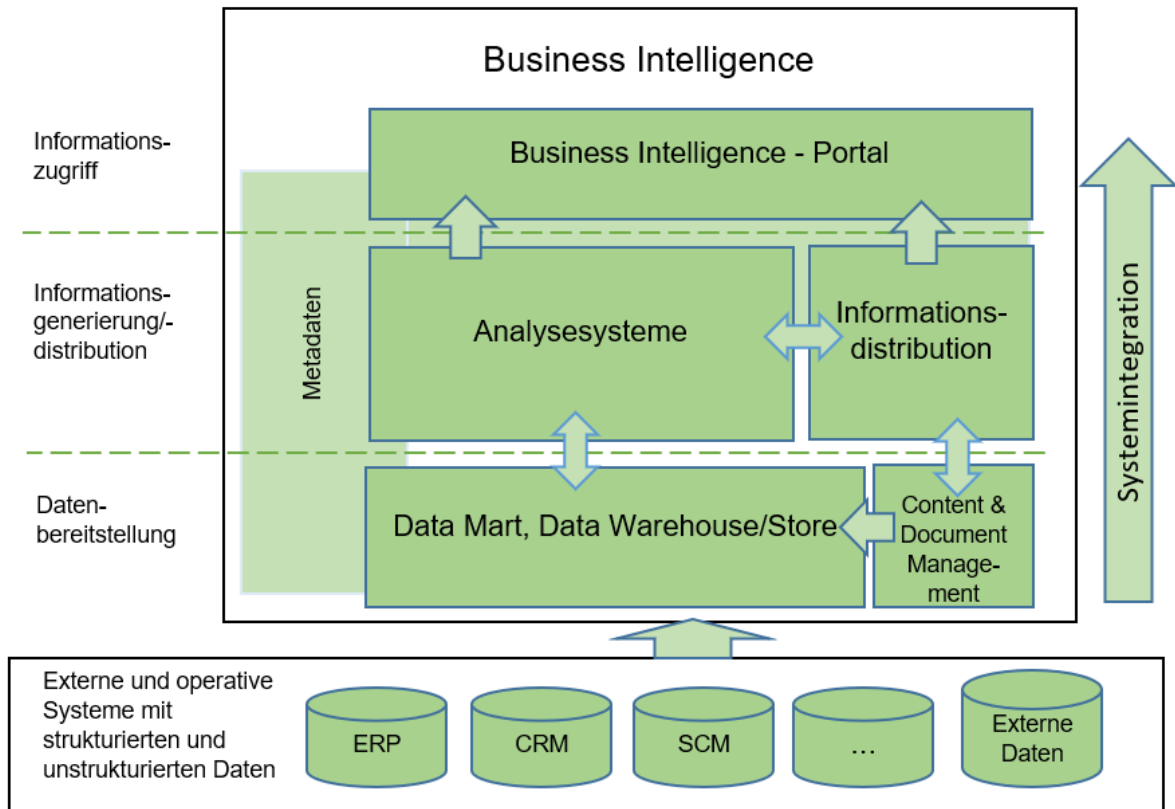 Business Intelligence
Informations-
zugriff
Business Intelligence - Portal
Informations-
generierung/-
distribution
Metadaten
Analysesysteme
Informations-
distribution
Systemintegration
Daten-
bereitstellung
Data Mart, Data Warehouse/Store
Content &
Document
Manage-
ment
Externe und operative
Systeme mit
strukturierten und
unstrukturierten Daten
ERP
CRM
SCM
...
Externe
Daten